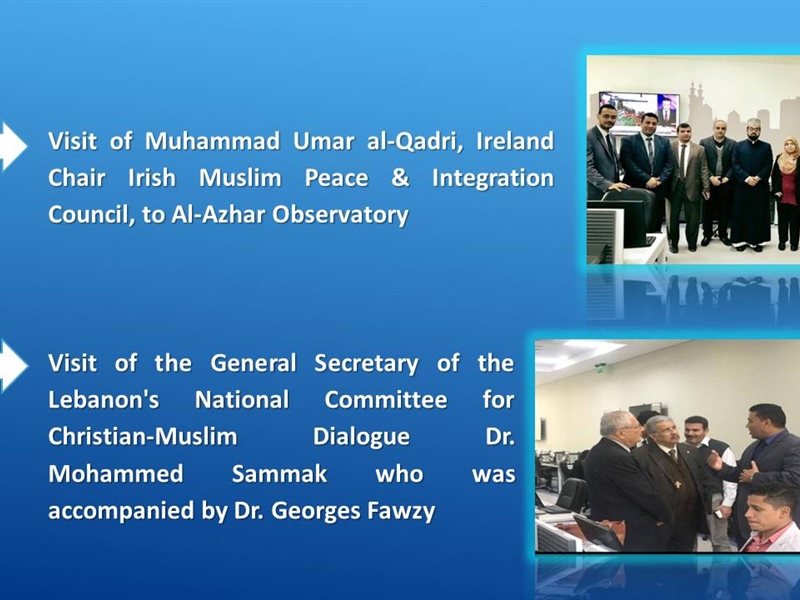 Visit of Muhammad Umar al-Qadri, Ireland
Chair Irish Muslim Peace & Integration
Council, to Al-Azhar Observatory
Visit of the General Secretary of the
Lebanon's National Committee for
Christian-Muslim Dialogue Dr.
Mohammed Sammak who was
accompanied by Dr. Georges Fawzy